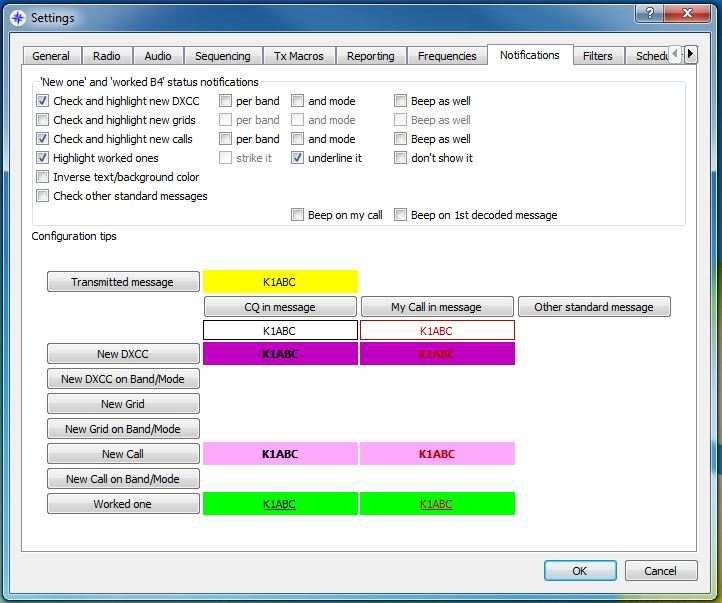 Settings
?
X
General Radio Audio Sequencing Tx Macros Reporting Frequencies Notifications Filters Schedu
'New one' and 'worked B4' status notifications
Check and highlight new DXCC per band and mode Beep as well
Check and highlight new grids per band and mode Beep as well
Check and highlight new calls per band and mode Beep as well
Highlight worked ones strike it underline it don't show it
Inverse text/background color
Check other standard messages
Beep on my call Beep on 1st decoded message
Configuration tips
Transmitted message K1ABC
CQ in message My Call in message Other standard message
K1ABC K1ABC
New DXCC K1ABC K1ABC
New DXCC on Band/Mode
New Grid
New Grid on Band/Mode
New Call K1ABC K1ABC
New Call on Band/Mode
Worked one K1ABC K1ABC
OK Cancel